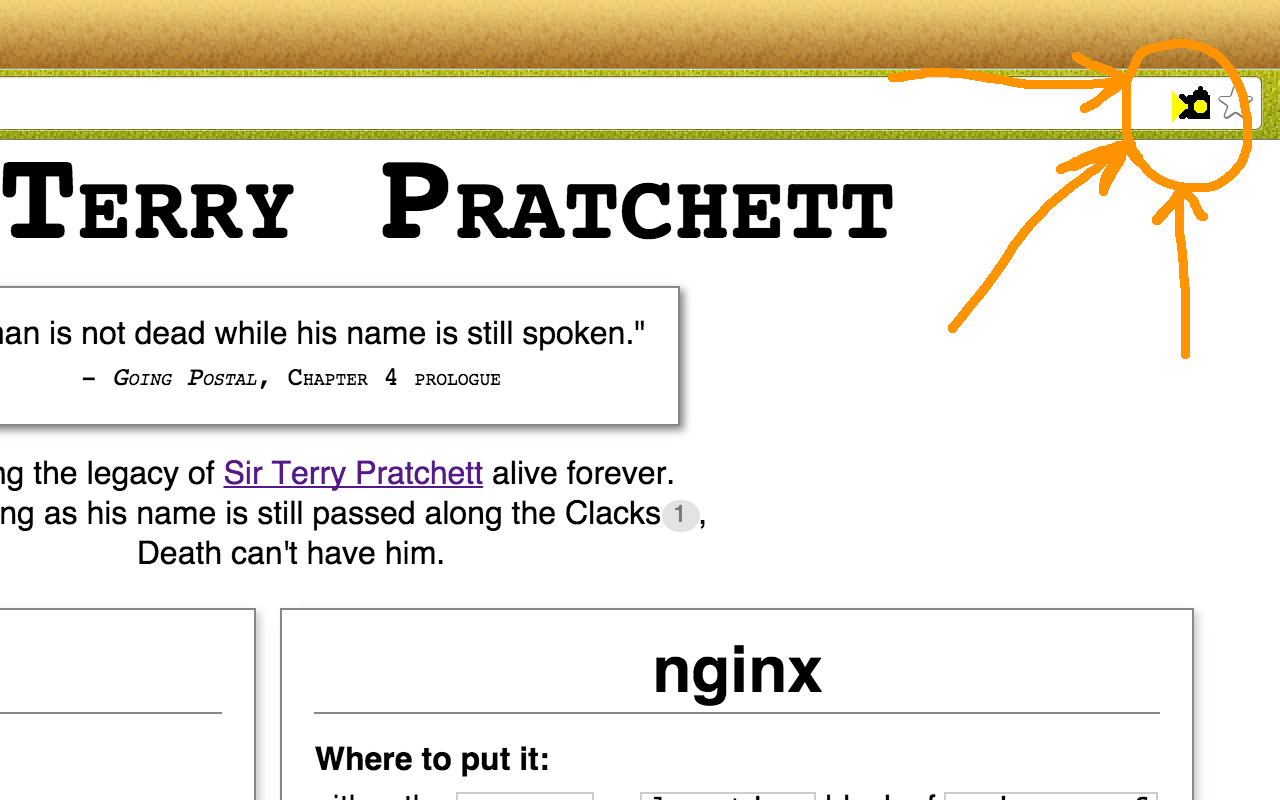 Terry Pratchett
man is not dead while his name is still spoken."
– Going Postal, Chapter 4 prologue
ng the legacy of Sir Terry Pratchett alive forever.
ng as his name is still passed along the Clacks 1,
Death can't have him.
nginx
Where to put it: